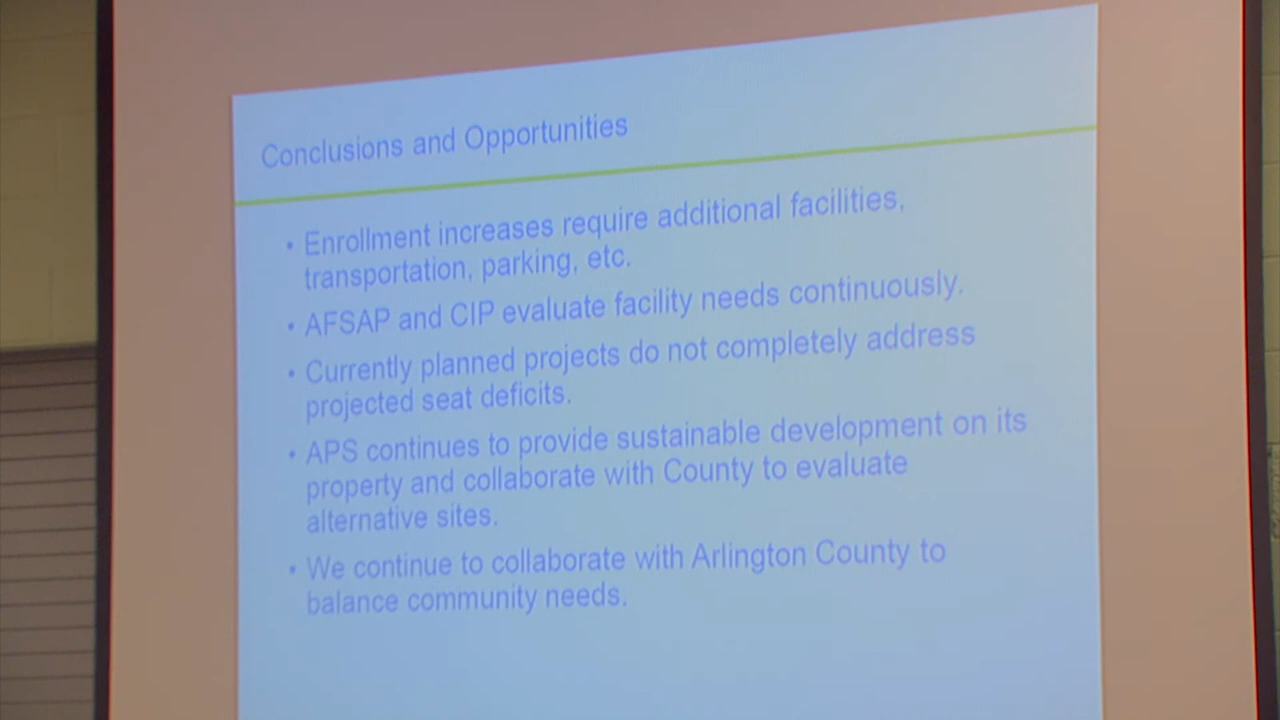 Conclusions and Opportunities
• Enrollment increases require additional facilities,
transportation, parking, etc.
• AFSAP and CIP evaluate facility needs continuously.
• Currently planned projects do not completely address
projected seat deficits.
• APS continues to provide sustainable development on its
property and collaborate with County to evaluate
alternative sites.
• We continue to collaborate with Arlington County to
balance community needs.